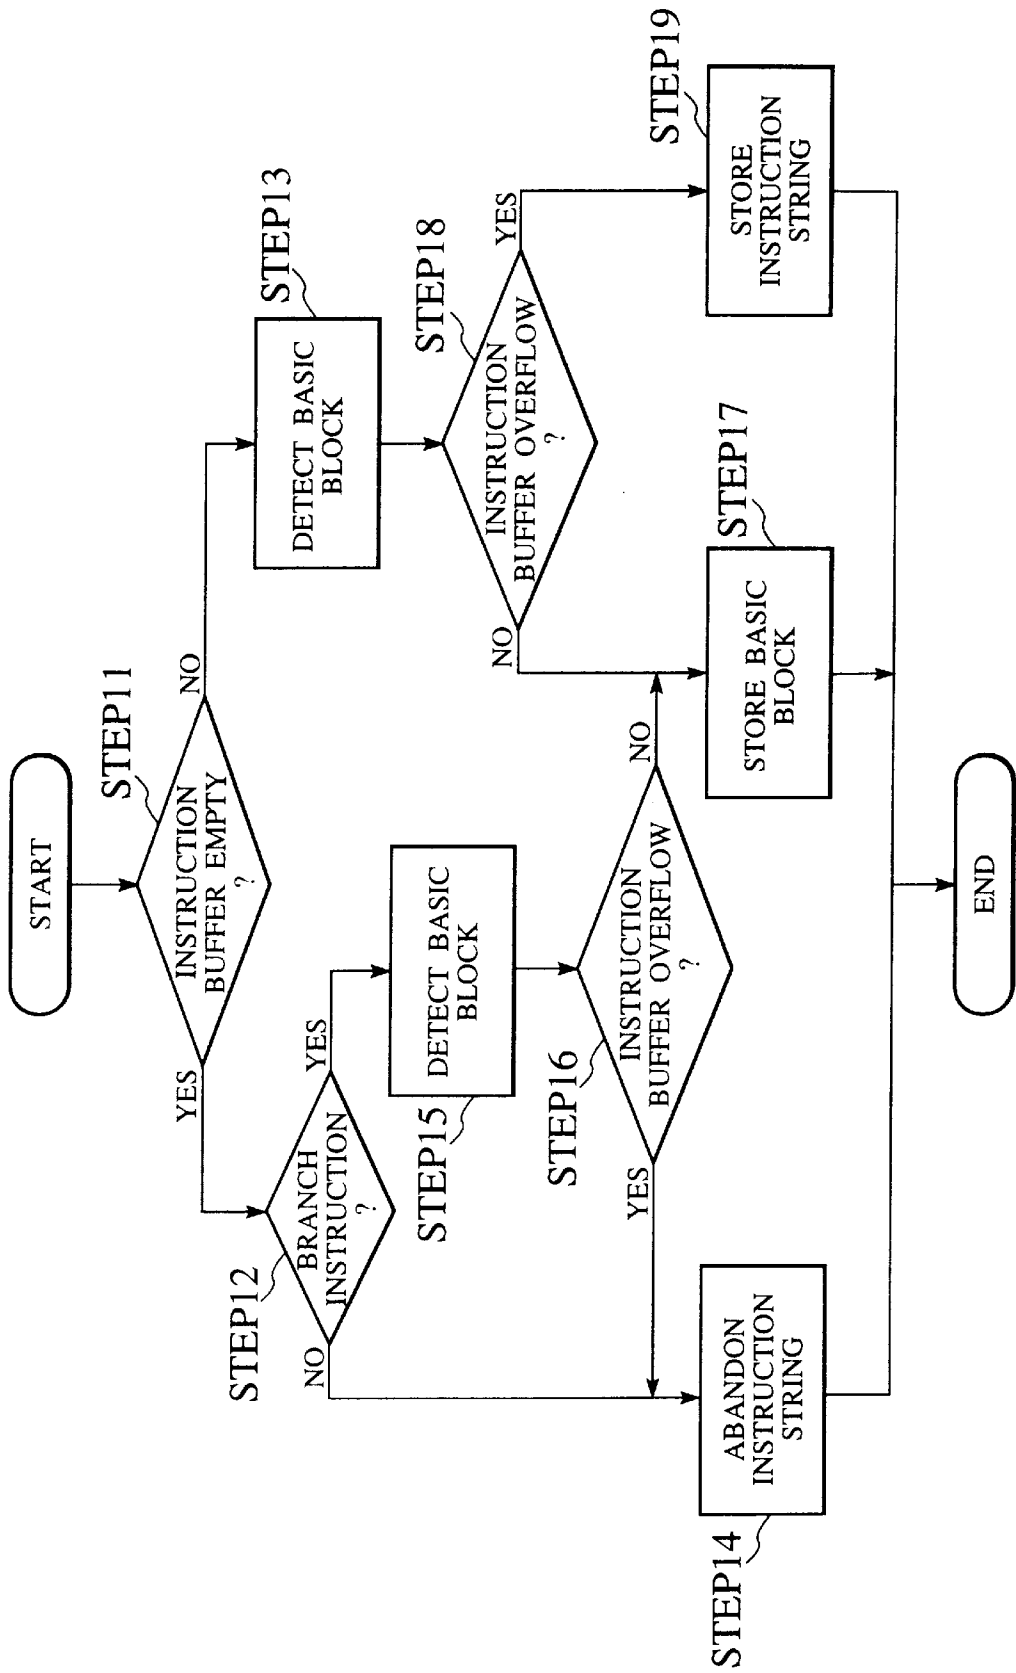 START
STEP11
INSTRUCTION
BUFFER EMPTY
?
YES
NO
STEP12
BRANCH
INSTRUCTION
?
NO
YES
STEP13
DETECT BASIC
BLOCK
STEP15
DETECT BASIC
BLOCK
STEP18
INSTRUCTION
BUFFER OVERFLOW
?
NO
YES
STEP16
INSTRUCTION
BUFFER OVERFLOW
?
YES
NO
STEP14
ABANDON
INSTRUCTION
STRING
STEP17
STORE BASIC
BLOCK
STEP19
STORE
INSTRUCTION
STRING
END